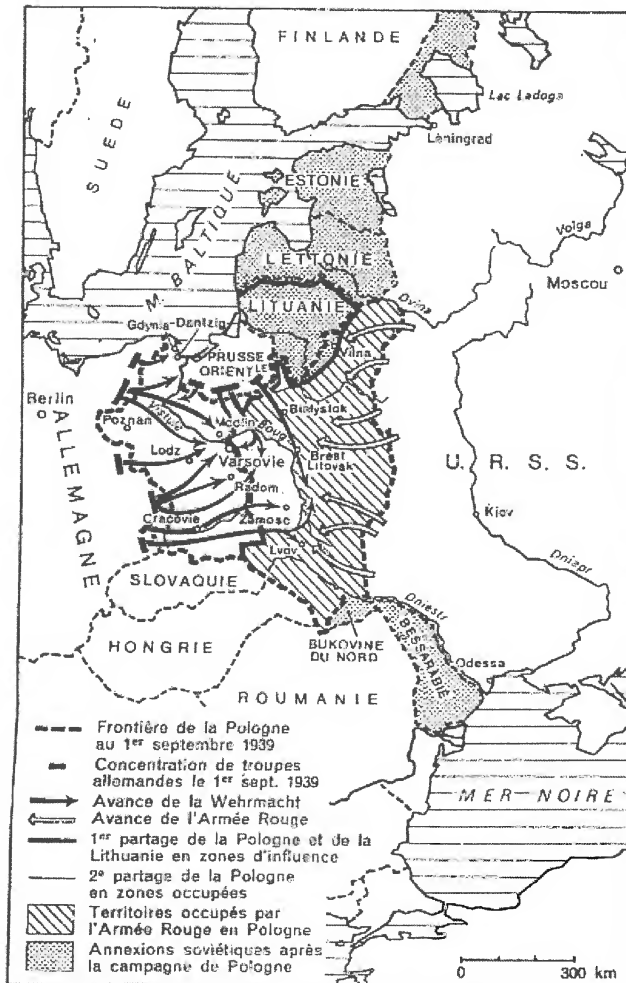 FINLANDE
Lac Ladoga
Léningrad
SUÈDE
M. BALTIQUE
ESTONIE
Volga
LETTONIE
Moscou
LITUANIE
Dvina
Gdynia-Dantzig
Vilna
PRUSSE
ORIENTLE
Berlin
Bialystok
Poznan
Vistule
Modlin
Boug
ALLEMAGNE
Lodz
Varsovie
Brest
Litovsk
U. R. S. S.
Radom
Kiev
Cracovie
Zamosc
Lvov
Dniepr
SLOVAQUIE
Dniestr
HONGRIE
BUKOVINE
DU NORD
BESSARABIE
Odessa
ROUMANIE
MER NOIRE
Frontière de la Pologne
au 1er septembre 1939
Concentration de troupes
allemandes le 1er sept. 1939
Avance de la Wehrmacht
Avance de l'Armée Rouge
1er partage de la Pologne et de la
Lithuanie en zones d'influence
2e partage de la Pologne
en zones occupées
Territoires occupés par
l'Armée Rouge en Pologne
Annexions soviétiques après
la campagne de Pologne
0 300 km